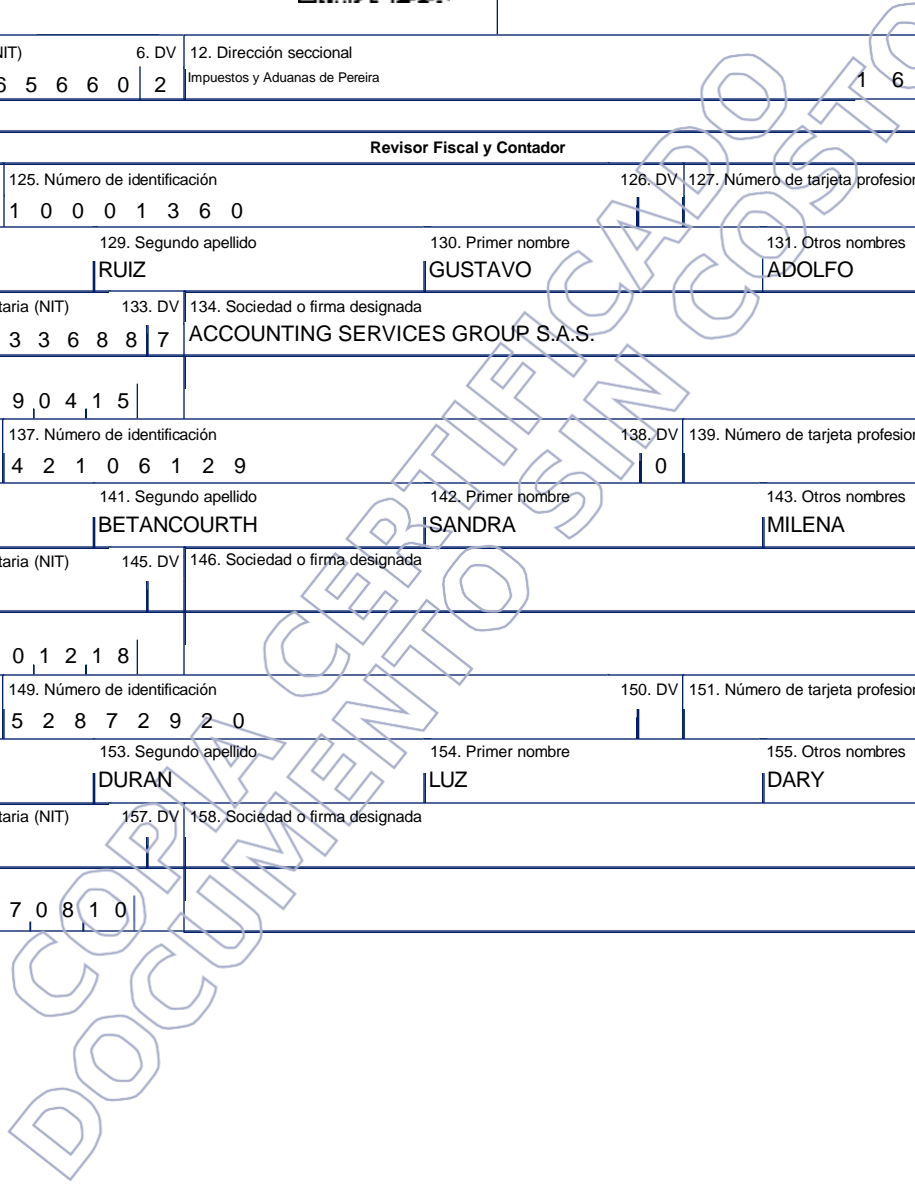 NIT) 6. DV 12. Dirección seccional
6 5 6 6 0 2 Impuestos y Aduanas de Pereira 1 6
Revisor Fiscal y Contador
125. Número de identificación 126. DV 127. Número de tarjeta profesion
1 0 0 0 1 3 6 0
129. Segundo apellido 130. Primer nombre 131. Otros nombres
RUIZ GUSTAVO ADOLFO
taria (NIT) 133. DV 134. Sociedad o firma designada
3 3 6 8 8 7 ACCOUNTING SERVICES GROUP S.A.S.
9 0 4 1 5
137. Número de identificación 138. DV 139. Número de tarjeta profesion
4 2 1 0 6 1 2 9 0
141. Segundo apellido 142. Primer nombre 143. Otros nombres
BETANCOURTH SANDRA MILENA
taria (NIT) 145. DV 146. Sociedad o firma designada
0 1 2 1 8
149. Número de identificación 150. DV 151. Número de tarjeta profesion
5 2 8 7 2 9 2 0
153. Segundo apellido 154. Primer nombre 155. Otros nombres
DURAN LUZ DARY
taria (NIT) 157. DV 158. Sociedad o firma designada
7 0 8 1 0
COPIA CERTIFICADO
DOCUMENTO SIN COSTO